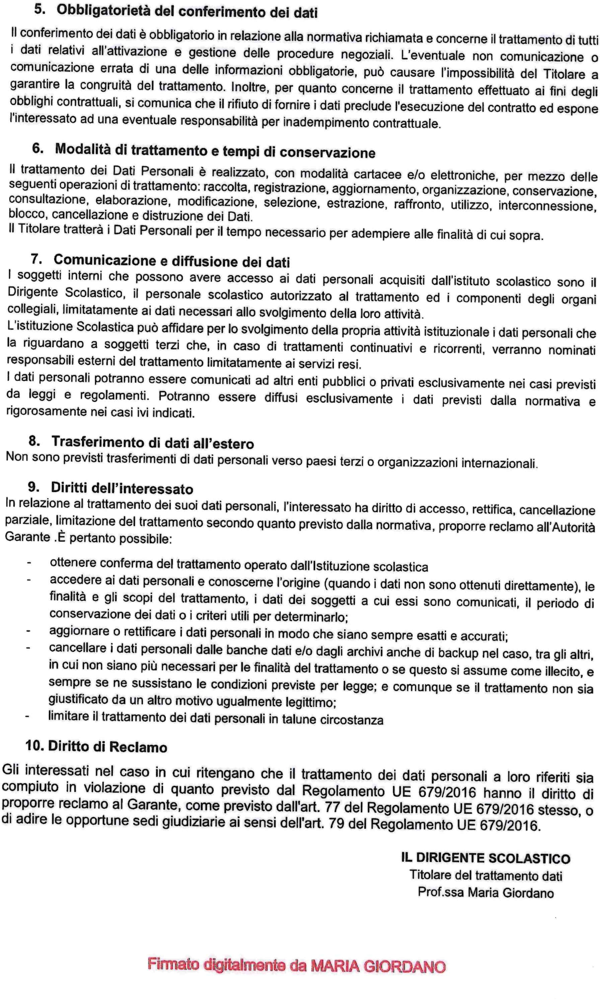 5. Obbligatorietà del conferimento dei dati
Il conferimento dei dati è obbligatorio in relazione alla normativa richiamata e concerne il trattamento di tutti
i dati relativi all'attivazione e gestione delle procedure negoziali. L'eventuale non comunicazione o
comunicazione errata di una delle informazioni obbligatorie, può causare l'impossibilità del Titolare a
garantire la congruità del trattamento. Inoltre, per quanto concerne il trattamento effettuato ai fini degli
obblighi contrattuali, si comunica che il rifiuto di fornire i dati preclude l'esecuzione del contratto ed espone
l'interessato ad una eventuale responsabilità per inadempimento contrattuale.
6. Modalità di trattamento e tempi di conservazione
Il trattamento dei Dati Personali è realizzato, con modalità cartacee e/o elettroniche, per mezzo delle
seguenti operazioni di trattamento: raccolta, registrazione, aggiornamento, organizzazione, conservazione,
consultazione, elaborazione, modificazione, selezione, estrazione, raffronto, utilizzo, interconnessione,
blocco, cancellazione e distruzione dei Dati.
Il Titolare tratterà i Dati Personali per il tempo necessario per adempiere alle finalità di cui sopra.
7. Comunicazione e diffusione dei dati
I soggetti interni che possono avere accesso ai dati personali acquisiti dall'istituto scolastico sono il
Dirigente Scolastico, il personale scolastico autorizzato al trattamento ed i componenti degli organi
collegiali, limitatamente ai dati necessari allo svolgimento della loro attività.
L'istituzione Scolastica può affidare per lo svolgimento della propria attività istituzionale i dati personali che
la riguardano a soggetti terzi che, in caso di trattamenti continuativi e ricorrenti, verranno nominati
responsabili esterni del trattamento limitatamente ai servizi resi.
I dati personali potranno essere comunicati ad altri enti pubblici o privati esclusivamente nei casi previsti
da leggi e regolamenti. Potranno essere diffusi esclusivamente i dati previsti dalla normativa e
rigorosamente nei casi ivi indicati.
8. Trasferimento di dati all'estero
Non sono previsti trasferimenti di dati personali verso paesi terzi o organizzazioni internazionali.
9. Diritti dell'interessato
In relazione al trattamento dei suoi dati personali, l'interessato ha diritto di accesso, rettifica, cancellazione
parziale, limitazione del trattamento secondo quanto previsto dalla normativa, proporre reclamo all'Autorità
Garante .È pertanto possibile:
- ottenere conferma del trattamento operato dall'Istituzione scolastica
- accedere ai dati personali e conoscerne l'origine (quando i dati non sono ottenuti direttamente), le
finalità e gli scopi del trattamento, i dati dei soggetti a cui essi sono comunicati, il periodo di
conservazione dei dati o i criteri utili per determinarlo;
- aggiornare o rettificare i dati personali in modo che siano sempre esatti e accurati;
- cancellare i dati personali dalle banche dati e/o dagli archivi anche di backup nel caso, tra gli altri,
in cui non siano più necessari per le finalità del trattamento o se questo si assume come illecito, e
sempre se ne sussistano le condizioni previste per legge; e comunque se il trattamento non sia
giustificato da un altro motivo ugualmente legittimo;
- limitare il trattamento dei dati personali in talune circostanza
10. Diritto di Reclamo
Gli interessati nel caso in cui ritengano che il trattamento dei dati personali a loro riferiti sia
compiuto in violazione di quanto previsto dal Regolamento UE 679/2016 hanno il diritto di
proporre reclamo al Garante, come previsto dall'art. 77 del Regolamento UE 679/2016 stesso, o
di adire le opportune sedi giudiziarie ai sensi dell'art. 79 del Regolamento UE 679/2016.
IL DIRIGENTE SCOLASTICO
Titolare del trattamento dati
Prof.ssa Maria Giordano
Firmato digitalmente da MARIA GIORDANO